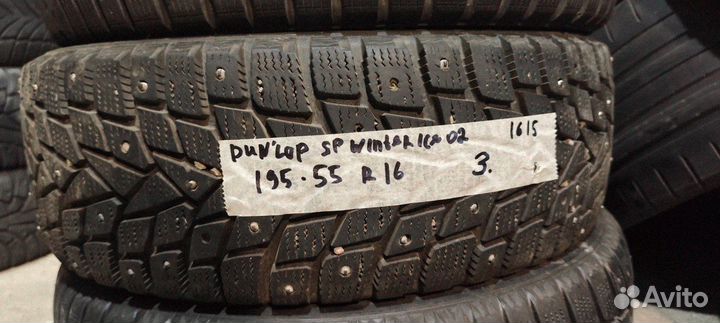 DUNLOP SP WINTER ICE 02 1615
195.55 R16 3.
Avito